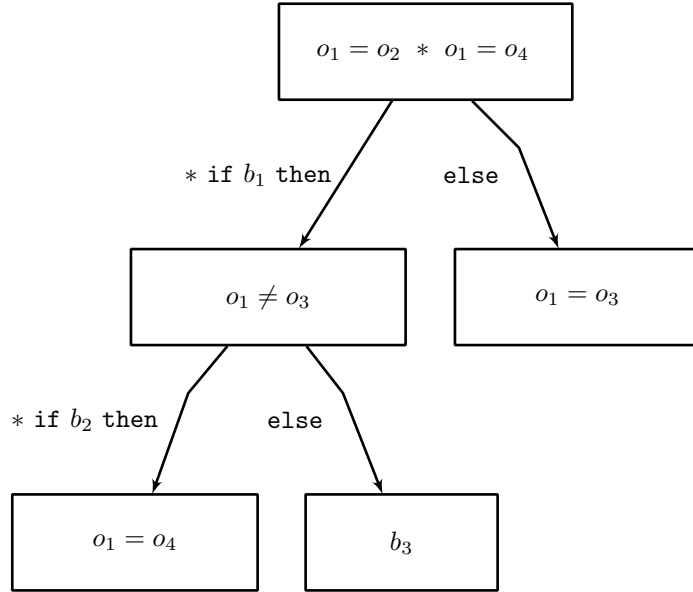 o₁ = o₂ * o₁ = o₄
* if b₁ then else
o₁ ≠ o₃ o₁ = o₃
* if b₂ then else
o₁ = o₄ b₃